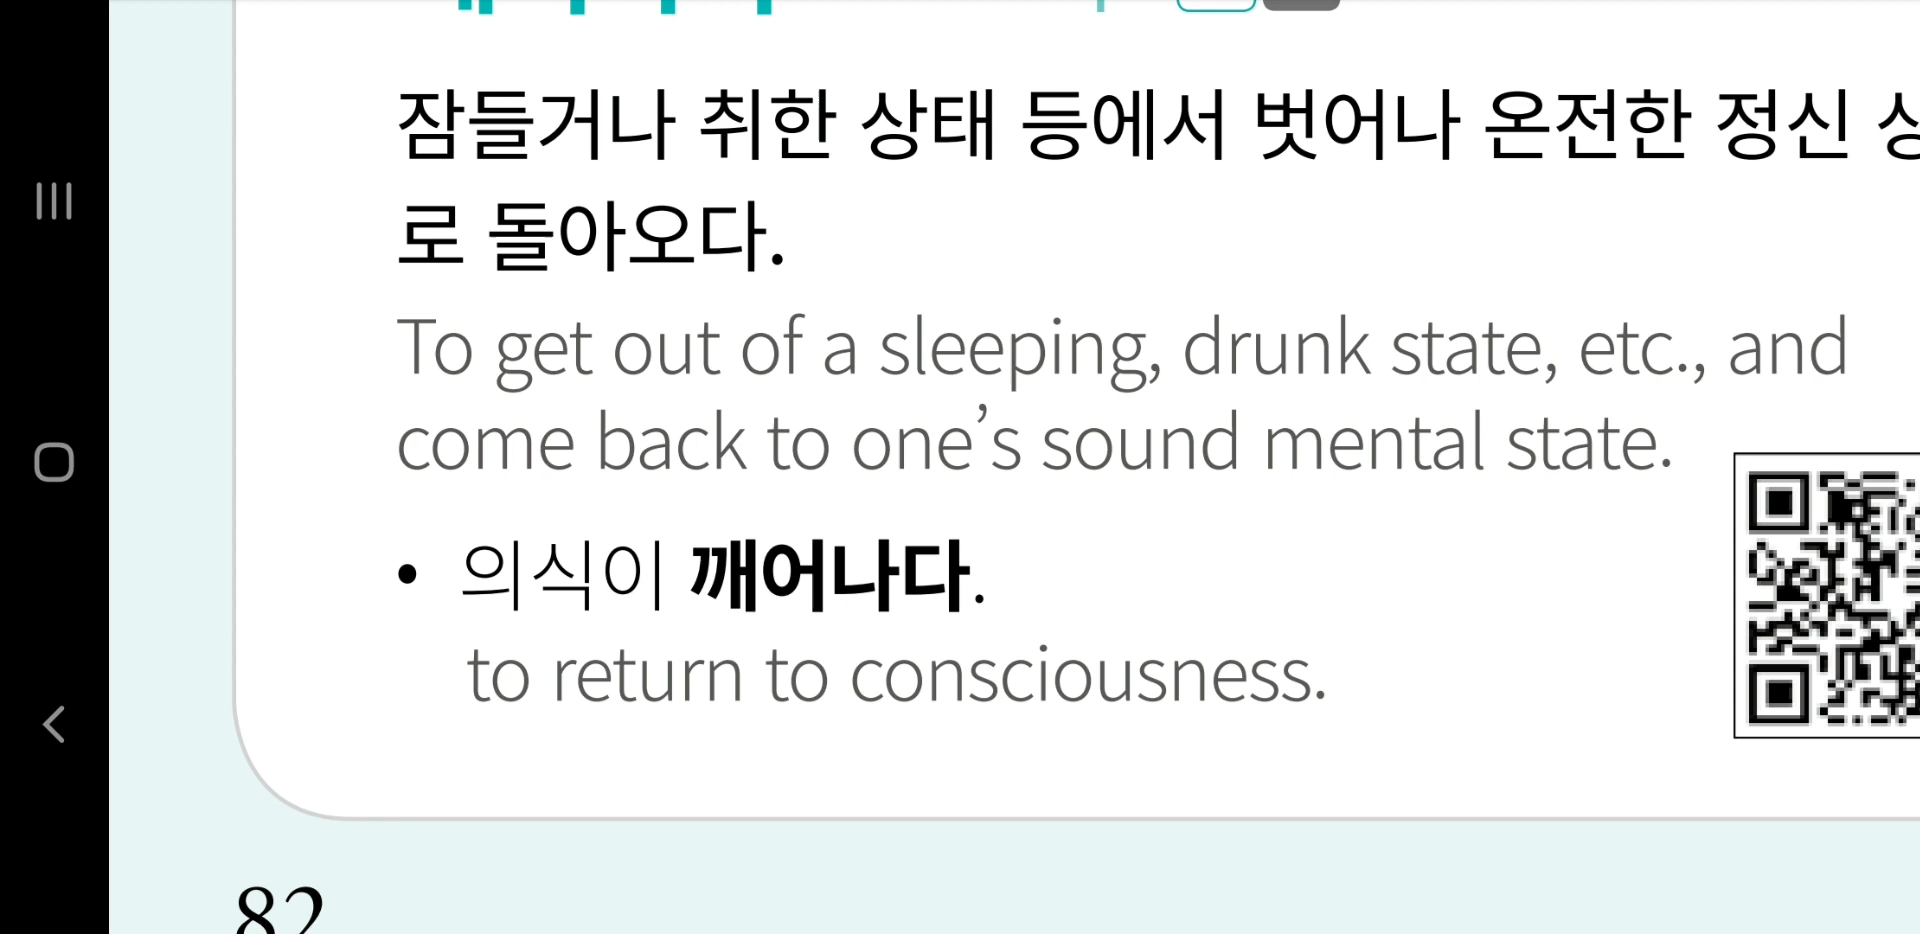 잠들거나 취한 상태 등에서 벗어나 온전한 정신
로 돌아오다.
To get out of a sleeping, drunk state, etc., and
come back to one’s sound mental state.
• 의식이 깨어나다.
to return to consciousness.
82